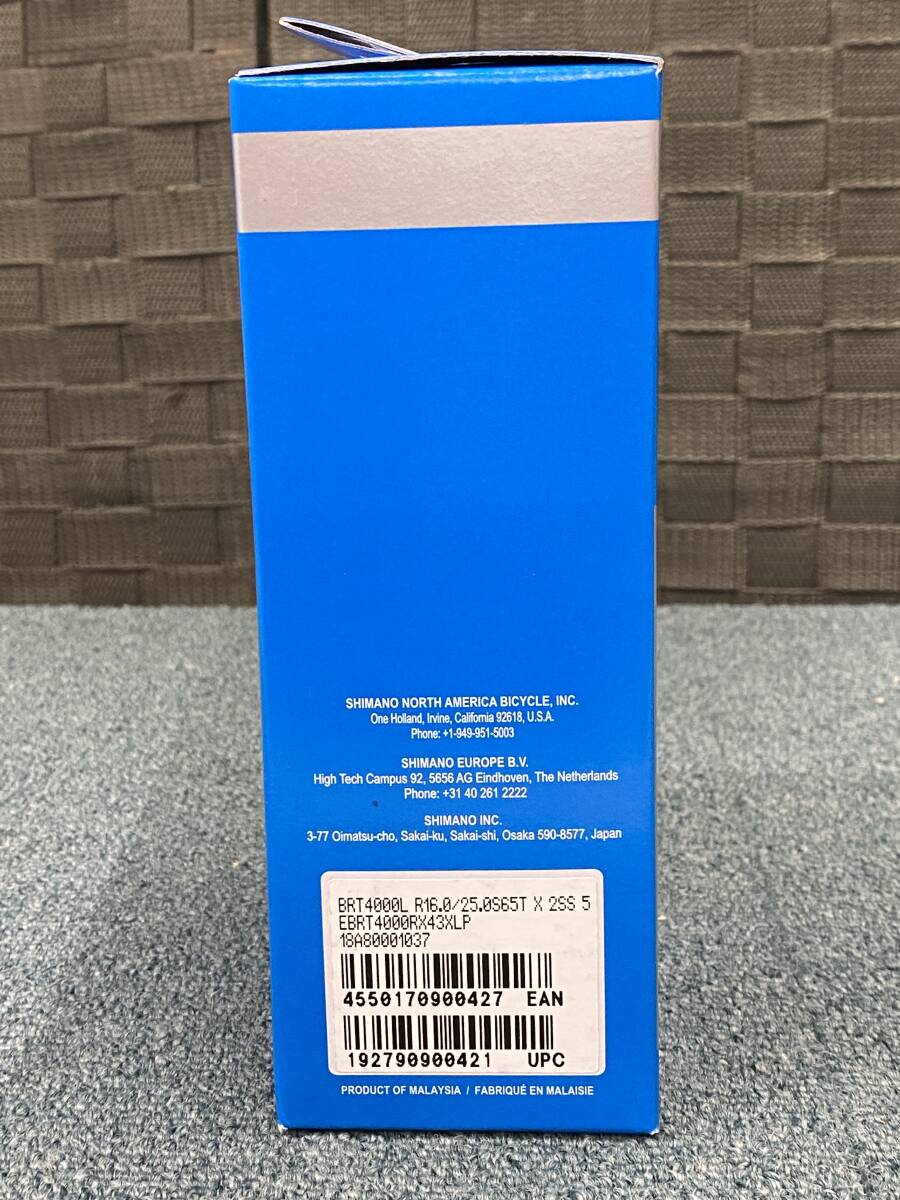 SHIMANO NORTH AMERICA BICYCLE, INC.
One Holland, Irvine, California 92618, U.S.A.
Phone: +1-949-951-5003
SHIMANO EUROPE B.V.
High Tech Campus 92, 5656 AG Eindhoven, The Netherlands
Phone: +31 40 261 2222
SHIMANO INC.
3-77 Oimatsu-cho, Sakai-ku, Sakai-shi, Osaka 590-8577, Japan
BRT4000L R16.0/25.0S65T X 2SS 5
EBRT4000RX43XLP
18A80001037
4550170900427 EAN
192790900421 UPC
PRODUCT OF MALAYSIA / FABRIQUÉ EN MALAISIE